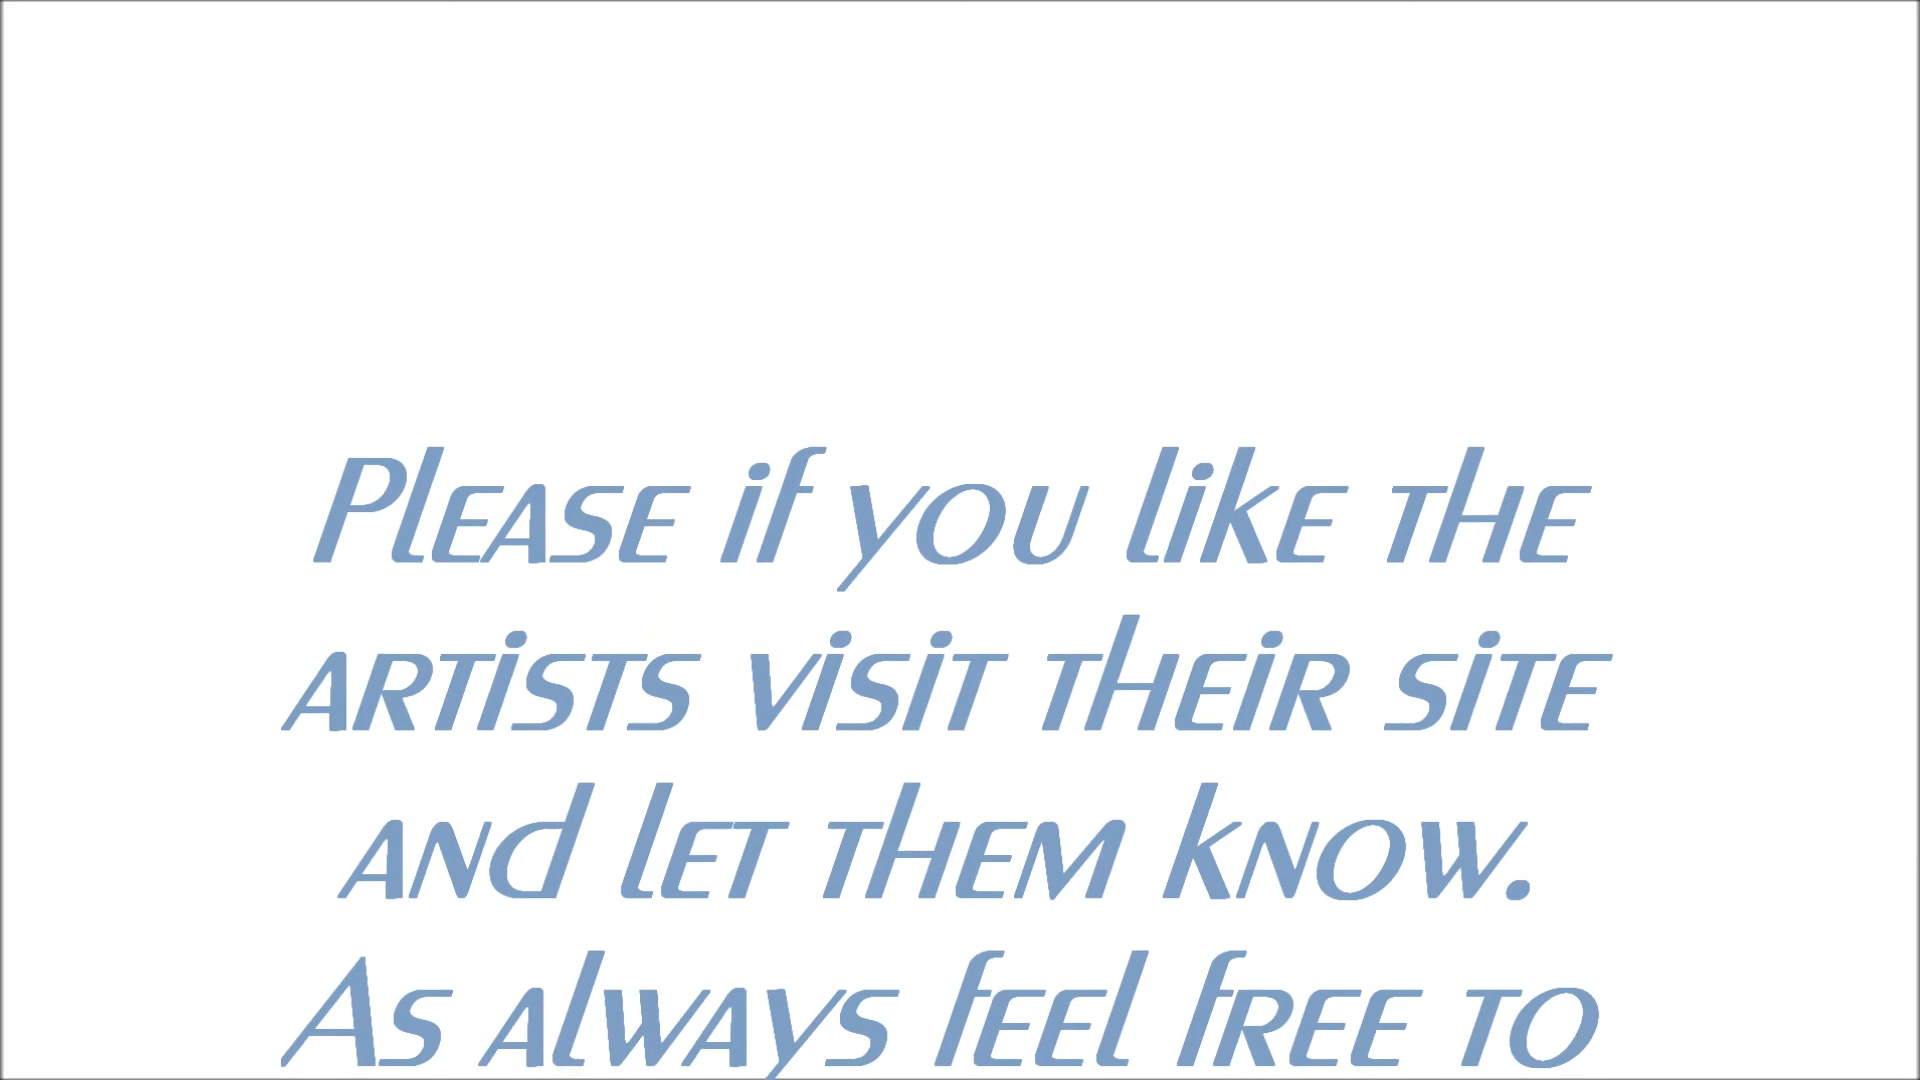 Please if you like the
artists visit their site
and let them know.
As always feel free to